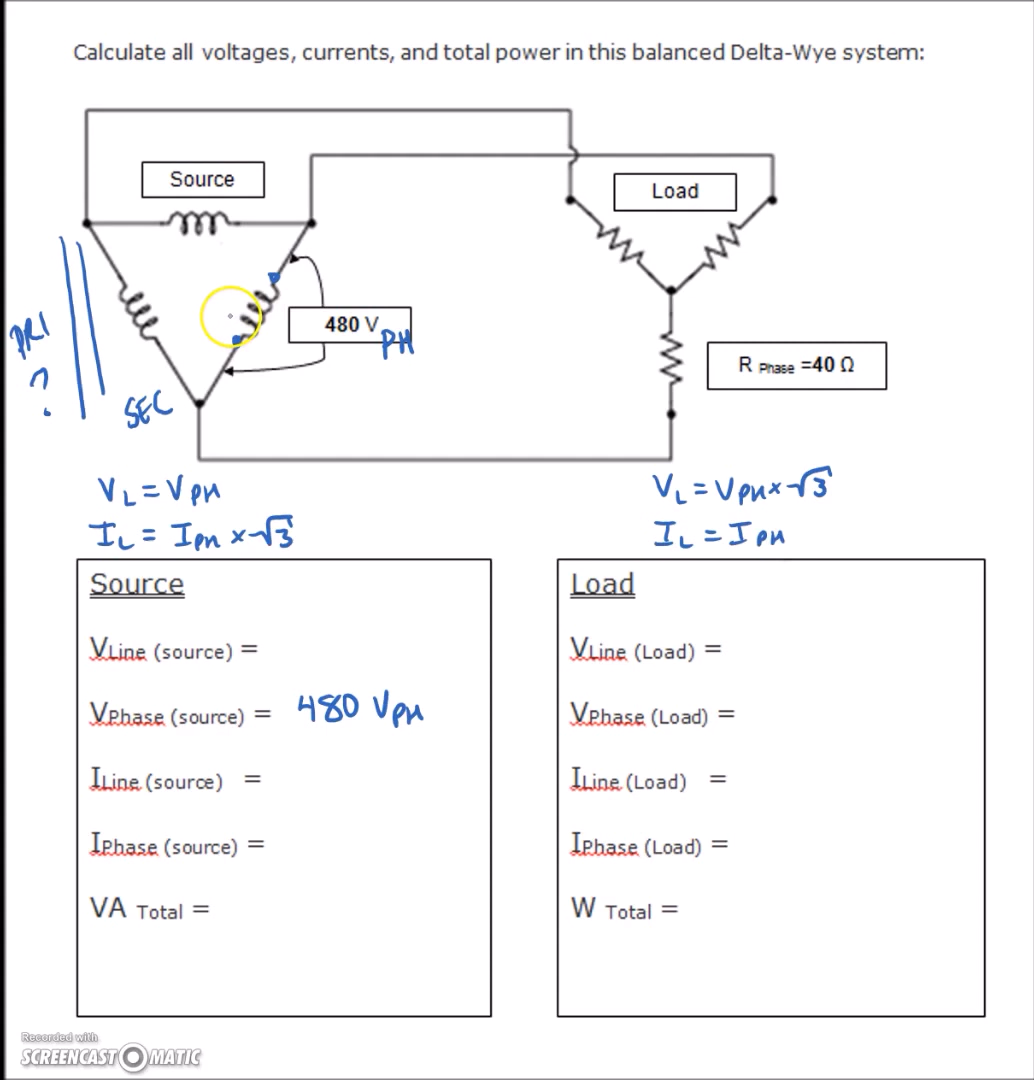 Calculate all voltages, currents, and total power in this balanced Delta-Wye system:
Source
Load
480 V
PH
R Phase =40 Ω
PRI
?
SEC
VL = VPH
IL = IPH x √3
VL = VPH x √3
IL = IPH
Source
VLine (source) =
VPhase (source) = 480 VPH
ILine (source) =
IPhase (source) =
VA Total =
Load
VLine (Load) =
VPhase (Load) =
ILine (Load) =
IPhase (Load) =
W Total =
Recorded with
SCREENCAST MATIC